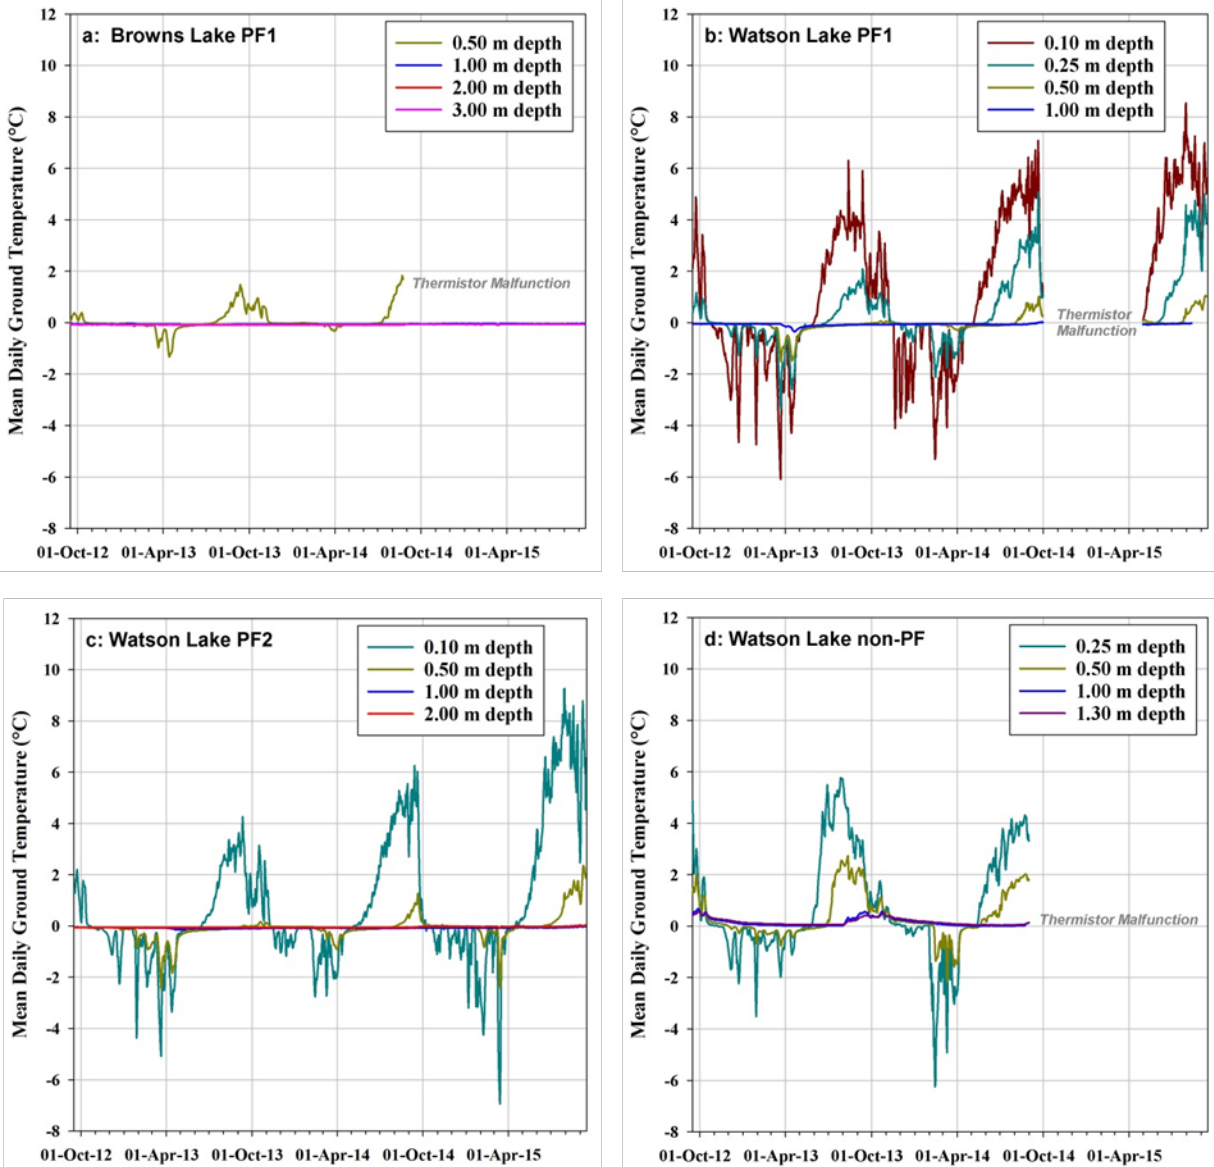 a: Browns Lake PF1
0.50 m depth
1.00 m depth
2.00 m depth
3.00 m depth
Mean Daily Ground Temperature (°C)
12
10
8
6
4
2
0
-2
-4
-6
-8
Thermistor Malfunction
01-Oct-12 01-Apr-13 01-Oct-13 01-Apr-14 01-Oct-14 01-Apr-15
b: Watson Lake PF1
0.10 m depth
0.25 m depth
0.50 m depth
1.00 m depth
Mean Daily Ground Temperature (°C)
12
10
8
6
4
2
0
-2
-4
-6
-8
Thermistor
Malfunction
01-Oct-12 01-Apr-13 01-Oct-13 01-Apr-14 01-Oct-14 01-Apr-15
c: Watson Lake PF2
0.10 m depth
0.50 m depth
1.00 m depth
2.00 m depth
Mean Daily Ground Temperature (°C)
12
10
8
6
4
2
0
-2
-4
-6
-8
01-Oct-12 01-Apr-13 01-Oct-13 01-Apr-14 01-Oct-14 01-Apr-15
d: Watson Lake non-PF
0.25 m depth
0.50 m depth
1.00 m depth
1.30 m depth
Mean Daily Ground Temperature (°C)
12
10
8
6
4
2
0
-2
-4
-6
-8
Thermistor Malfunction
01-Oct-12 01-Apr-13 01-Oct-13 01-Apr-14 01-Oct-14 01-Apr-15